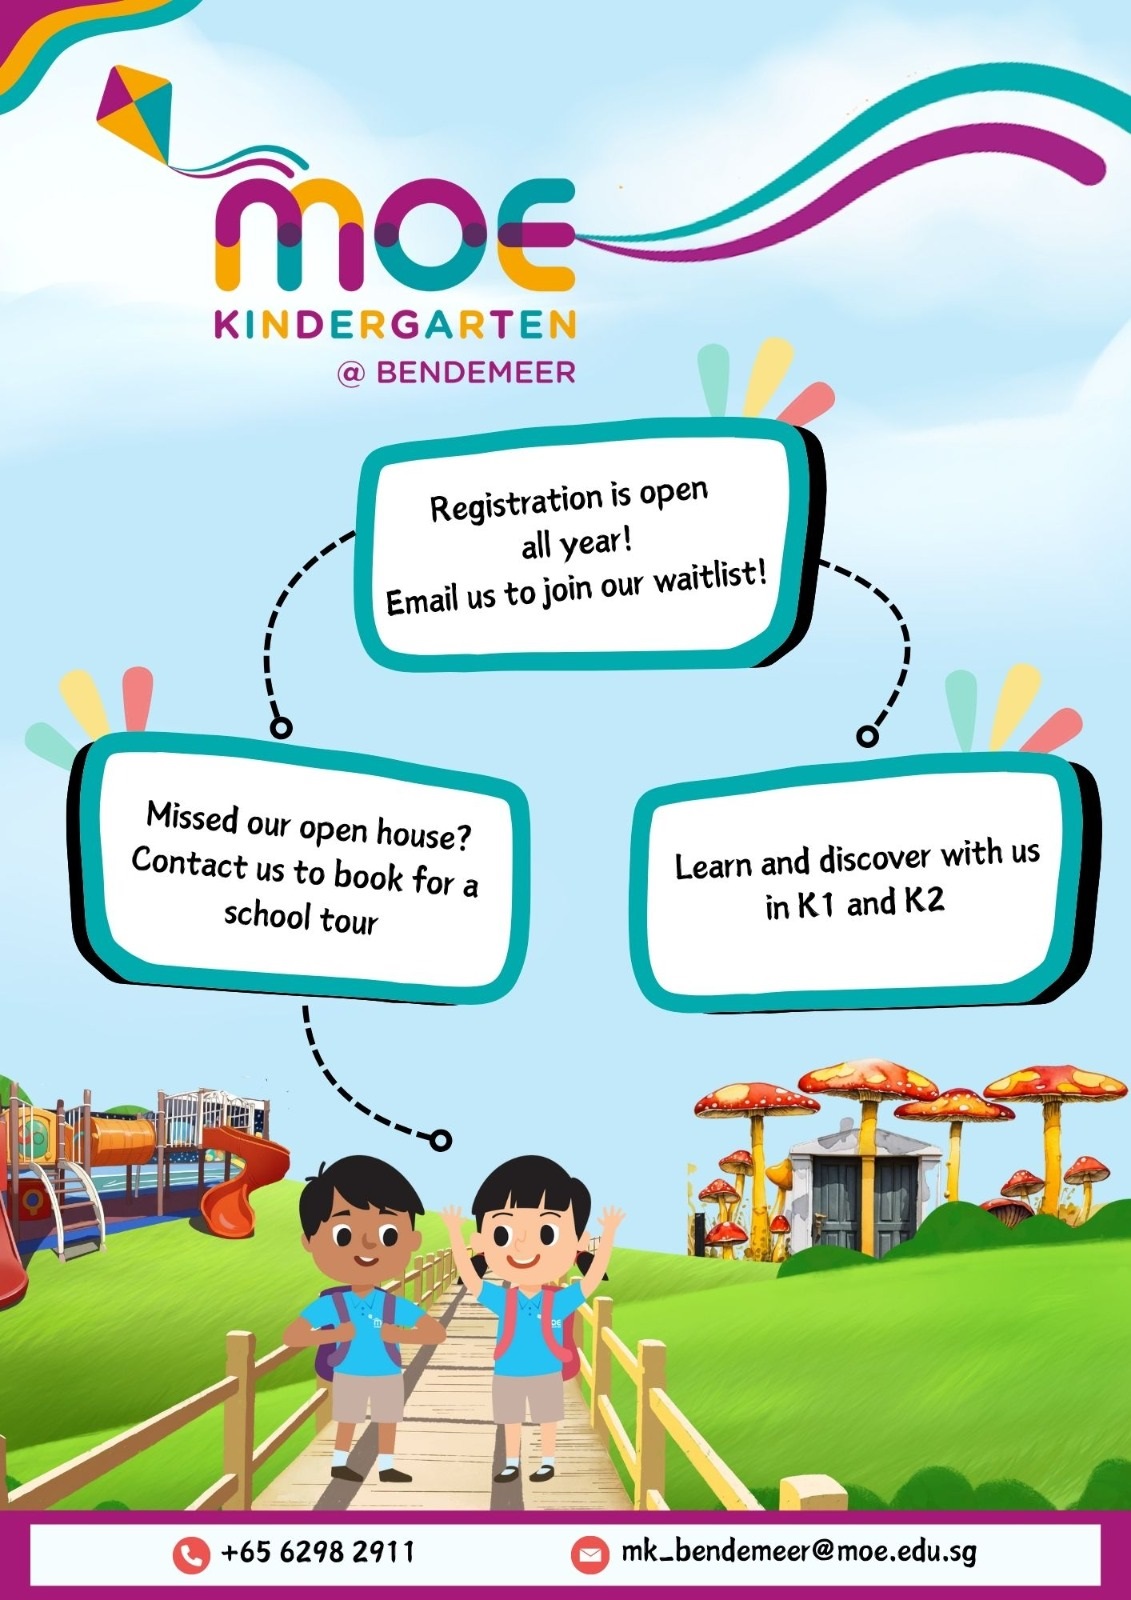 moe
KINDERGARTEN
@ BENDEMEER
Registration is open
all year!
Email us to join our waitlist!
Missed our open house?
Contact us to book for a
school tour
Learn and discover with us
in K1 and K2
+65 6298 2911
mk_bendemeer@moe.edu.sg